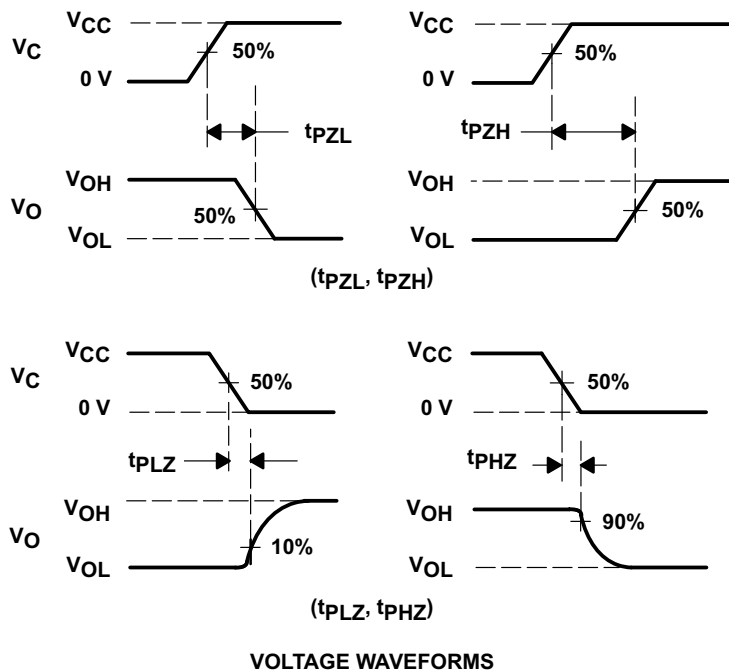 VCC
VC
50%
0 V
tPZL
VOH
VO
50%
VOL
VCC
50%
0 V
tPZH
VOH
50%
VOL
(tPZL, tPZH)
VCC
VC
50%
0 V
tPLZ
VOH
VO
10%
VOL
VCC
50%
0 V
tPHZ
VOH
90%
VOL
(tPLZ, tPHZ)
VOLTAGE WAVEFORMS